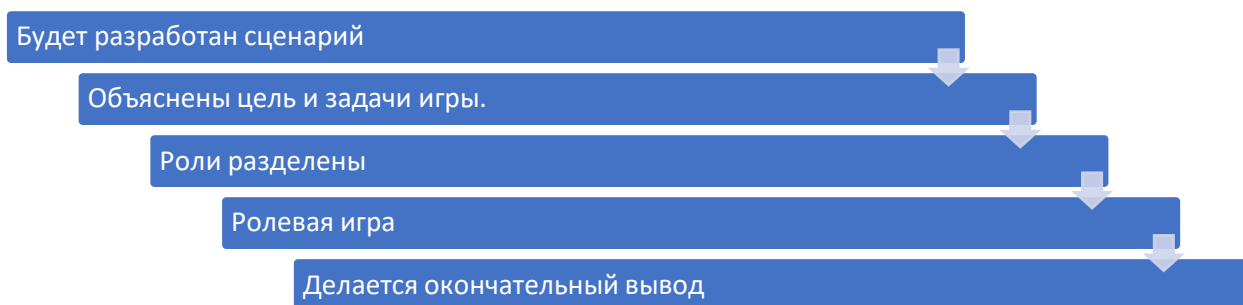 Будет разработан сценарий
Объяснены цель и задачи игры.
Роли разделены
Ролевая игра
Делается окончательный вывод